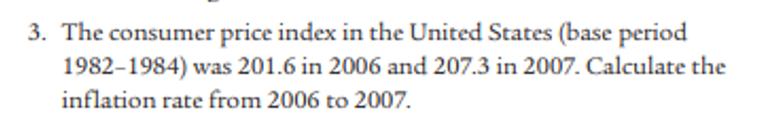 3. The consumer price index in the United States (base period
1982–1984) was 201.6 in 2006 and 207.3 in 2007. Calculate the
inflation rate from 2006 to 2007.